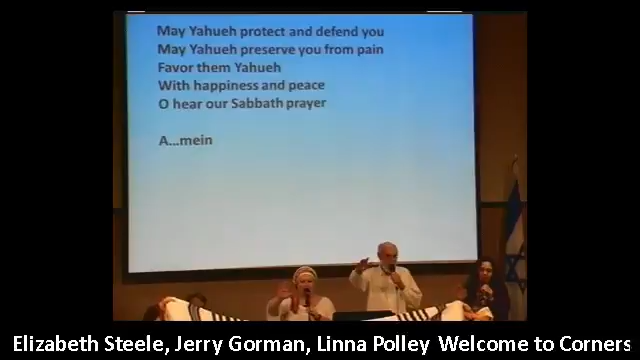 May Yahueh protect and defend you
May Yahueh preserve you from pain
Favor them Yahueh
With happiness and peace
O hear our Sabbath prayer
A...mein
Elizabeth Steele, Jerry Gorman, Linna Polley Welcome to Corners